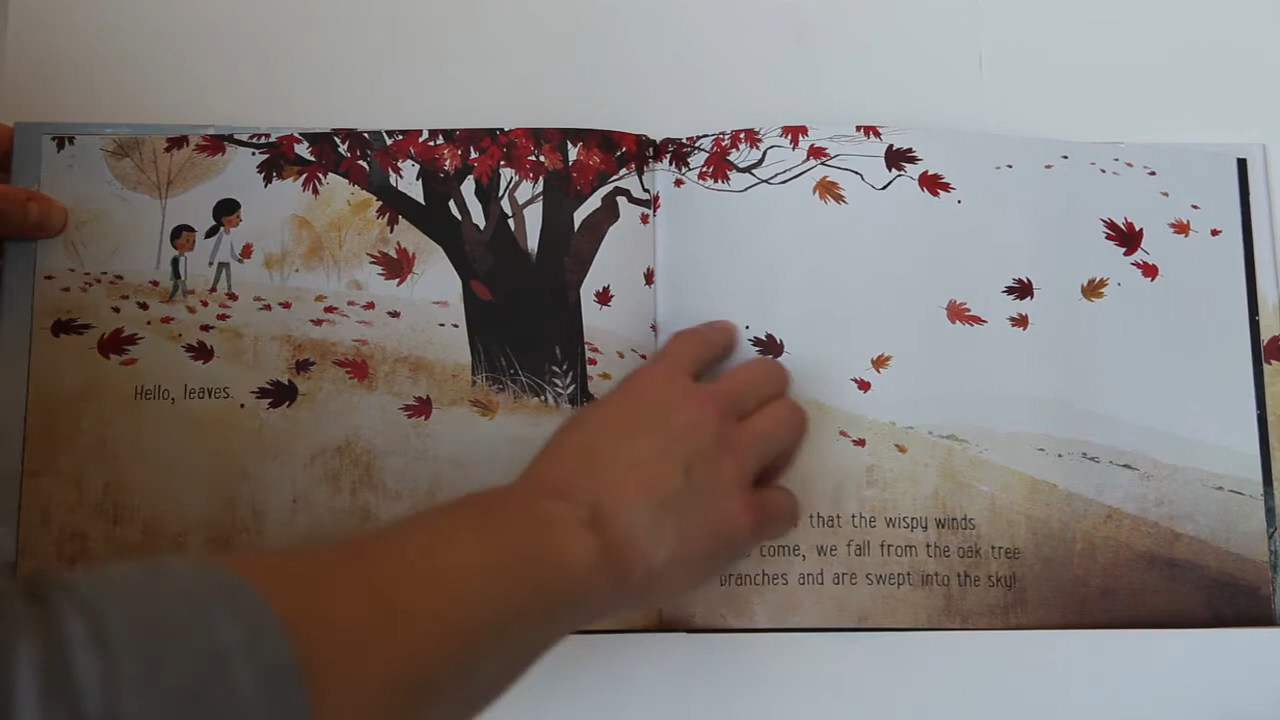 Hello, leaves.
that the wispy winds
come, we fall from the oak tree
branches and are swept into the sky!